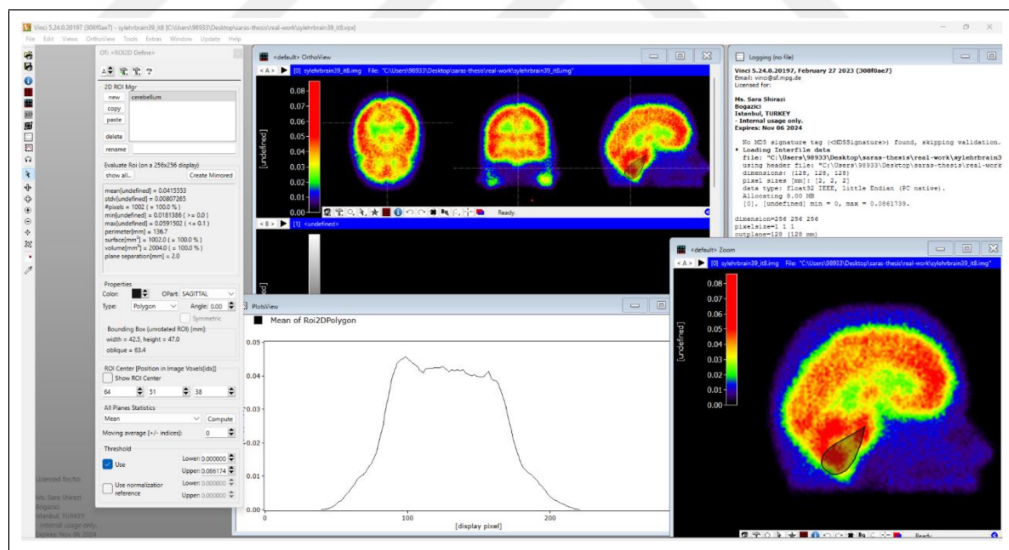 Vinci 5.24.0.20197 (308f0ae7) - sylehrbrain39_it8 [C:\Users\98933\Desktop\saras-thesis\real-work\sylehrbrain39_it8.vpx]
File Edit Views OrthoView Tools Extras Window Update Help
OT: <ROI2D Define>
2D ROI Mgr
new
cerebellum
copy
paste
delete
rename
Evaluate Roi (on a 256x256 display)
show all..
Create Mirrored
mean[undefined] = 0.0415553
stdv[undefined] = 0.00807265
#pixels = 1002 ( = 100.0 %)
min[undefined] = 0.0181386 ( >= 0.0 )
max[undefined] = 0.0591502 ( <= 0.1 )
perimeter[mm] = 136.7
surface[mm²] = 1002.0 ( = 100.0 %)
volume[mm³] = 2004.0 ( = 100.0 %)
plane separation[mm] = 2.0
Properties
Color: OPart: SAGITTAL
Type: Polygon Angle: 0.00
Symmetric
Bounding Box (unrotated ROI) [mm]:
width = 42.5, height = 47.0
oblique = 63.4
ROI Center [Position in Image Voxels(idx)]
Show ROI Center
64 51 38
All Planes Statistics
Mean Compute
Moving average [+/- indices]: 0
Threshold
Use
Lower: 0.000000
Upper: 0.086174
Use normalization reference
Lower: 0.000000
Upper: 0.000000
<default> OrthoView
< A > [0] sylehrbrain39_it8.img File: "C:\Users\98933\Desktop\saras-thesis\real-work\sylehrbrain39_it8.img"
0.08
0.07
0.06
0.05
0.04
0.03
0.02
0.01
0.00
[undefined]
Ready.
< B > [1] <undefined>
PlotsView
Mean of Roi2DPolygon
0.05
0.04
0.03
0.02
0.01
0
0 100 200
[display pixel]
Logging (no file)
Vinci 5.24.0.20197, February 27 2023 (308f0ae7)
Email: vinci@sf.mpg.de
Licensed for:
Ms. Sara Shirazi
Bogazici
Istanbul, TURKEY
- Internal usage only.
Expires: Nov 06 2024
No MD5 signature tag (<MD5Signature>) found, skipping validation.
* Loading Interfile data
file: "C:\Users\98933\Desktop\saras-thesis\real-work\sylehrbrain3
using header file: "C:\Users\98933\Desktop\saras-thesis\real-work
dimensions: (128, 128, 128)
pixel sizes [mm]: [2, 2, 2]
data type: float32 IEEE, little Endian (PC native).
Allocating 8.00 MB
[0], [undefined] min = 0, max = 0.0861739.
dimension=256 256 256
pixelsize=1 1 1
cutplane=128 (128 mm)
<default> Zoom
< A > [0] sylehrbrain39_it8.img File: "C:\Users\98933\Desktop\saras-thesis\real-work\sylehrbrain39_it8.img"
0.08
0.07
0.06
0.05
0.04
0.03
0.02
0.01
0.00
[undefined]
Ready.
Ms. Sara Shirazi
Bogazici
Istanbul, TURKEY
- Internal usage only.
Expires: Nov 06 2024